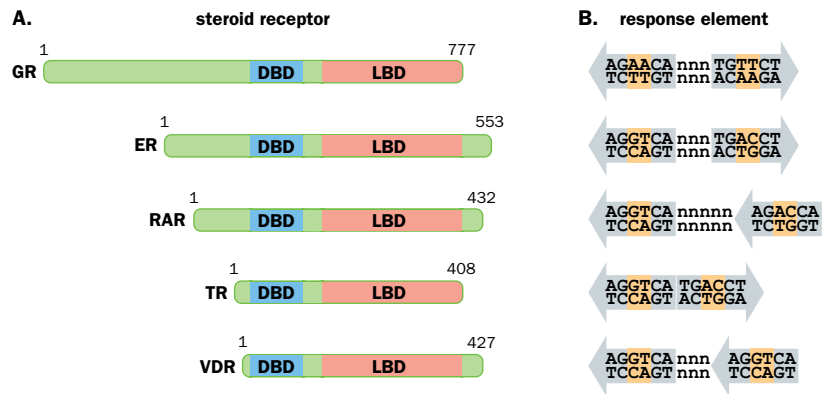 A. steroid receptor B. response element
1 777
GR DBD LBD
AGAACA nnn TGTTCT
TCTTGT nnn ACAAGA
1 553
ER DBD LBD
AGGTCA nnn TGACCT
TCCAGT nnn ACTGGA
1 432
RAR DBD LBD
AGGTCA nnnnn AGACCA
TCCAGT nnnnn TCTGGT
1 408
TR DBD LBD
AGGTCA TGACCT
TCCAGT ACTGGA
1 427
VDR DBD LBD
AGGTCA nnn AGGTCA
TCCAGT nnn TCCAGT